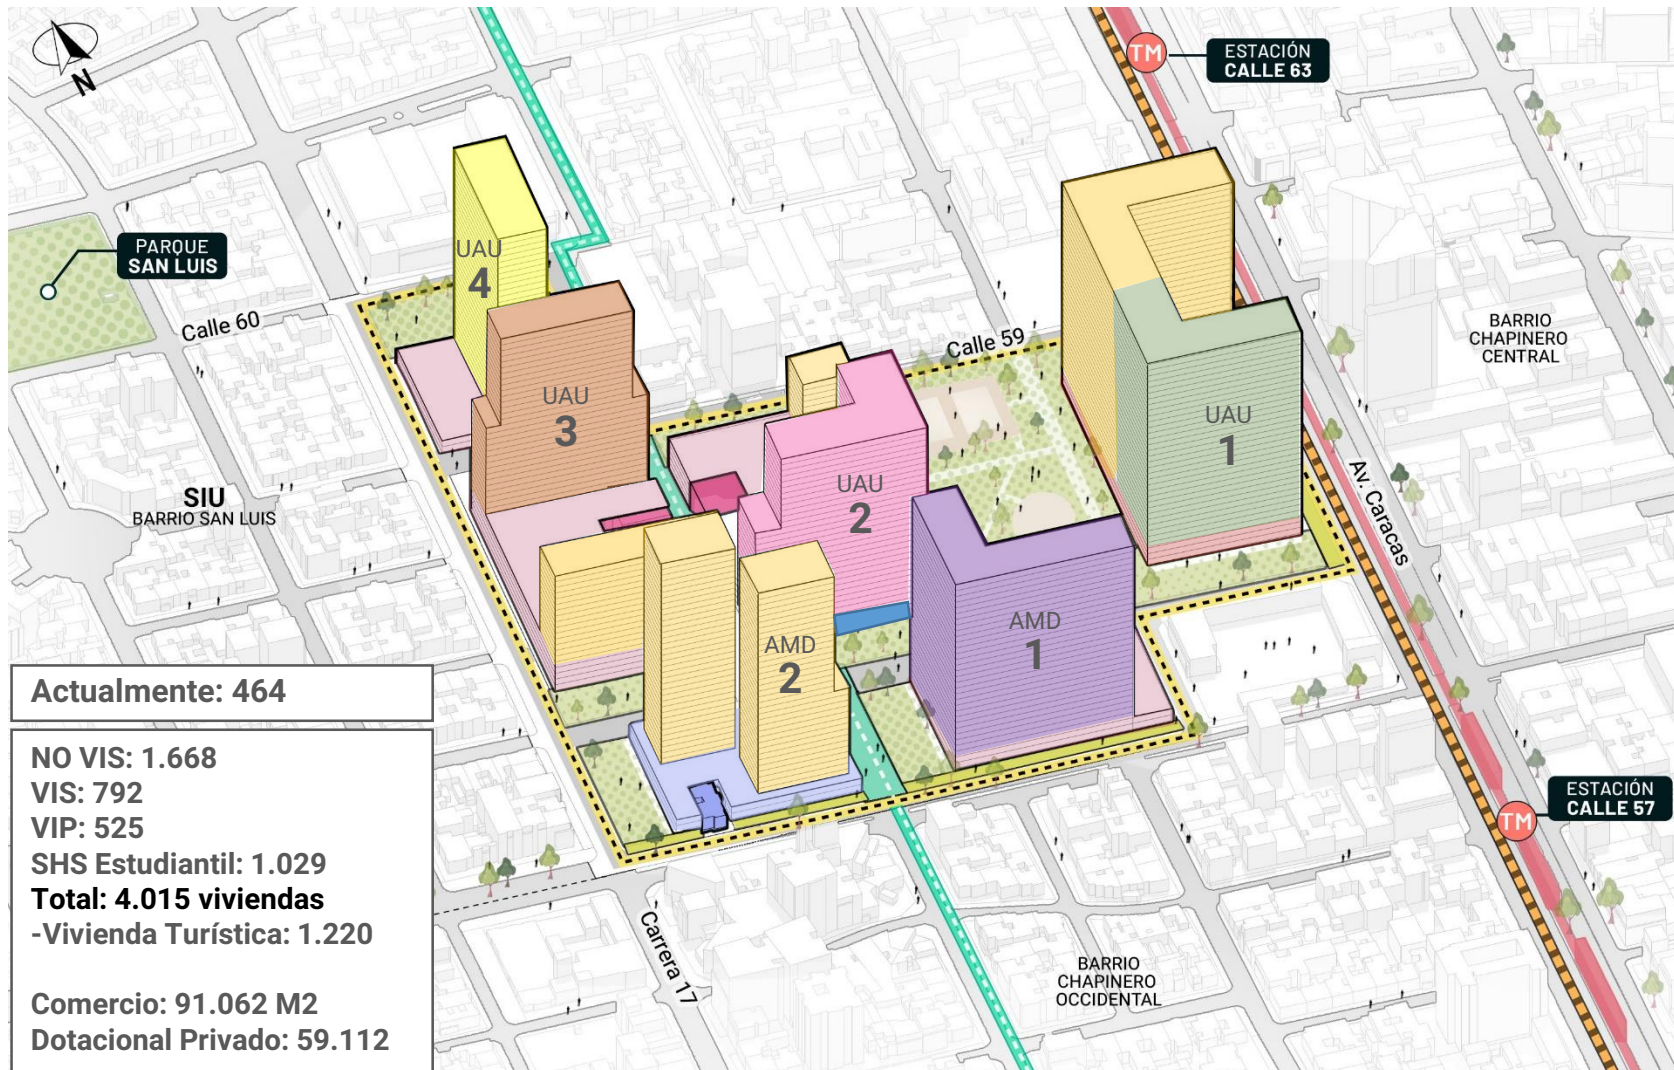 N
TM
ESTACIÓN
CALLE 63
PARQUE
SAN LUIS
UAU
4
Calle 60
Calle 59
BARRIO
CHAPINERO
CENTRAL
UAU
3
UAU
1
UAU
2
Av. Caracas
SIU
BARRIO SAN LUIS
AMD
1
AMD
2
Actualmente: 464
NO VIS: 1.668
VIS: 792
VIP: 525
SHS Estudiantil: 1.029
Total: 4.015 viviendas
-Vivienda Turística: 1.220
Comercio: 91.062 M2
Dotacional Privado: 59.112
ESTACIÓN
CALLE 57
TM
Carrera 17
BARRIO
CHAPINERO
OCCIDENTAL